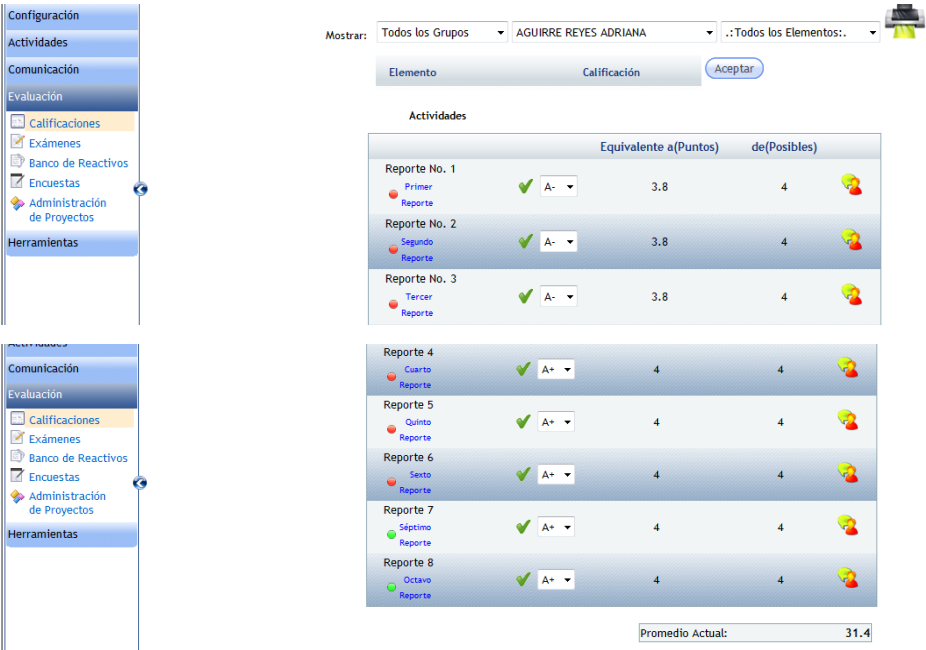 Configuración
Actividades
Comunicación
Evaluación
Calificaciones
Exámenes
Banco de Reactivos
Encuestas
Administración
de Proyectos
Herramientas
Mostrar: Todos los Grupos AGUIRRE REYES ADRIANA .:Todos los Elementos:.
Elemento Calificación Aceptar
Actividades
Equivalente a(Puntos) de(Posibles)
Reporte No. 1
Primer A- 3.8 4
Reporte
Reporte No. 2
Segundo A- 3.8 4
Reporte
Reporte No. 3
Tercer A- 3.8 4
Reporte
Actividades
Comunicación
Evaluación
Calificaciones
Exámenes
Banco de Reactivos
Encuestas
Administración
de Proyectos
Herramientas
Reporte 4
Cuarto A+ 4 4
Reporte
Reporte 5
Quinto A+ 4 4
Reporte
Reporte 6
Sexto A+ 4 4
Reporte
Reporte 7
Séptimo A+ 4 4
Reporte
Reporte 8
Octavo A+ 4 4
Reporte
Promedio Actual: 31.4